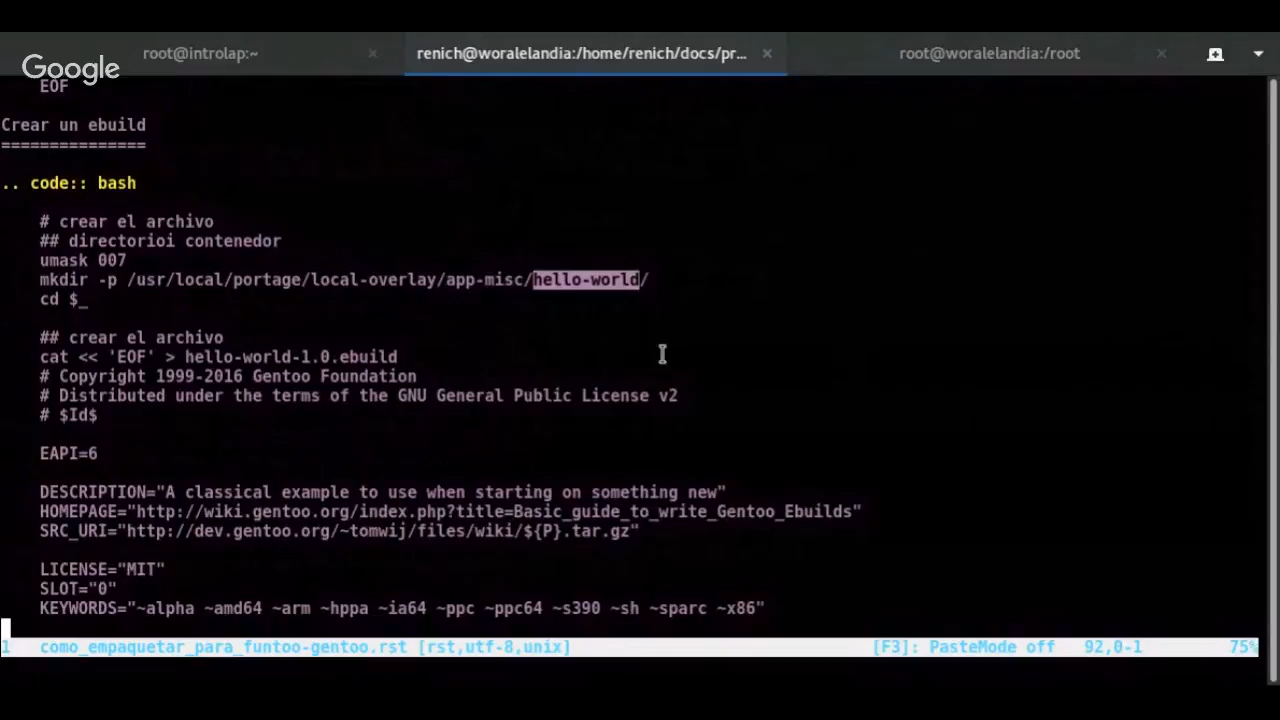 root@introlap:~ × renich@woralelandia:/home/renich/docs/pr... × root@woralelandia:/root ×
Google
EOF
Crear un ebuild
===============
.. code:: bash
# crear el archivo
## directorioi contenedor
umask 007
mkdir -p /usr/local/portage/local-overlay/app-misc/hello-world/
cd $_
## crear el archivo
cat << 'EOF' > hello-world-1.0.ebuild
# Copyright 1999-2016 Gentoo Foundation
# Distributed under the terms of the GNU General Public License v2
# $Id$
EAPI=6
DESCRIPTION="A classical example to use when starting on something new"
HOMEPAGE="http://wiki.gentoo.org/index.php?title=Basic_guide_to_write_Gentoo_Ebuilds"
SRC_URI="http://dev.gentoo.org/~tomwij/files/wiki/${P}.tar.gz"
LICENSE="MIT"
SLOT="0"
KEYWORDS="~alpha ~amd64 ~arm ~hppa ~ia64 ~ppc ~ppc64 ~s390 ~sh ~sparc ~x86"
1 como_empaquetar_para_funtoo-gentoo.rst [rst,utf-8,unix] [F3]: PasteMode off 92,0-1 75%